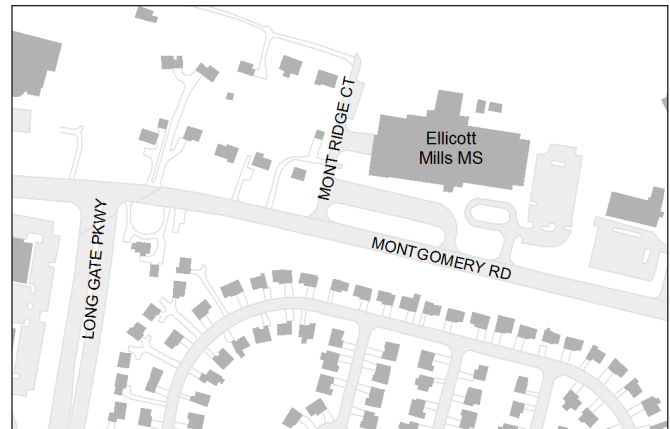 Ellicott
Mills MS
MONT RIDGE CT
LONG GATE PKWY
MONTGOMERY RD